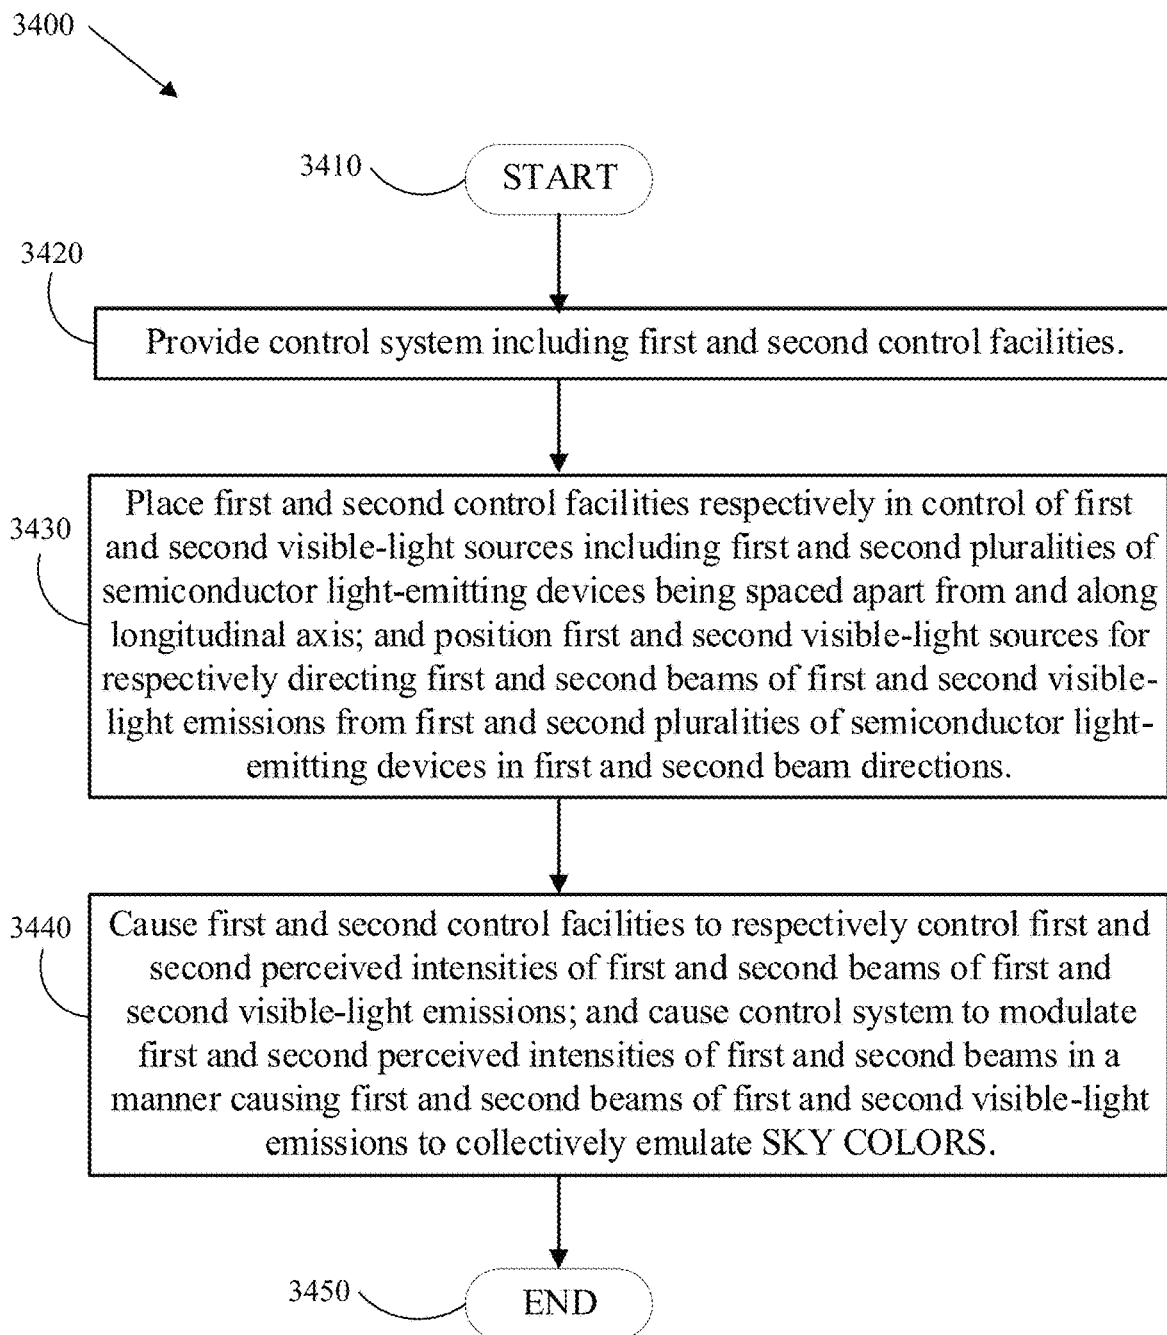 3400
3410
START
3420
Provide control system including first and second control facilities.
3430
Place first and second control facilities respectively in control of first
and second visible-light sources including first and second pluralities of
semiconductor light-emitting devices being spaced apart from and along
longitudinal axis; and position first and second visible-light sources for
respectively directing first and second beams of first and second visible-
light emissions from first and second pluralities of semiconductor light-
emitting devices in first and second beam directions.
3440
Cause first and second control facilities to respectively control first and
second perceived intensities of first and second beams of first and
second visible-light emissions; and cause control system to modulate
first and second perceived intensities of first and second beams in a
manner causing first and second beams of first and second visible-light
emissions to collectively emulate SKY COLORS.
3450
END